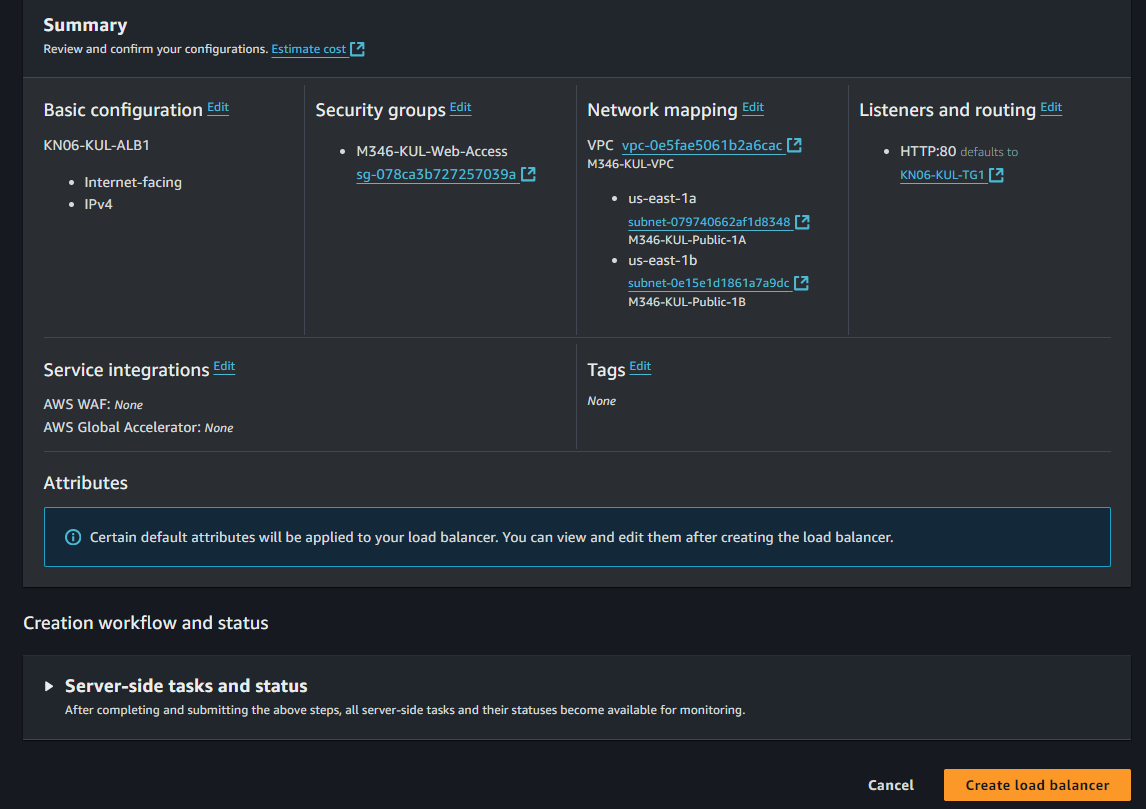 Summary
Review and confirm your configurations. Estimate cost
Basic configuration Edit
KN06-KUL-ALB1
Internet-facing
IPv4
Security groups Edit
M346-KUL-Web-Access
sg-078ca3b727257039a
Network mapping Edit
VPC vpc-0e5fae5061b2a6cac
M346-KUL-VPC
us-east-1a
subnet-079740662af1d8348
M346-KUL-Public-1A
us-east-1b
subnet-0e15e1d1861a7a9dc
M346-KUL-Public-1B
Listeners and routing Edit
HTTP:80 defaults to
KN06-KUL-TG1
Service integrations Edit
AWS WAF: None
AWS Global Accelerator: None
Tags Edit
None
Attributes
Certain default attributes will be applied to your load balancer. You can view and edit them after creating the load balancer.
Creation workflow and status
Server-side tasks and status
After completing and submitting the above steps, all server-side tasks and their statuses become available for monitoring.
Cancel
Create load balancer